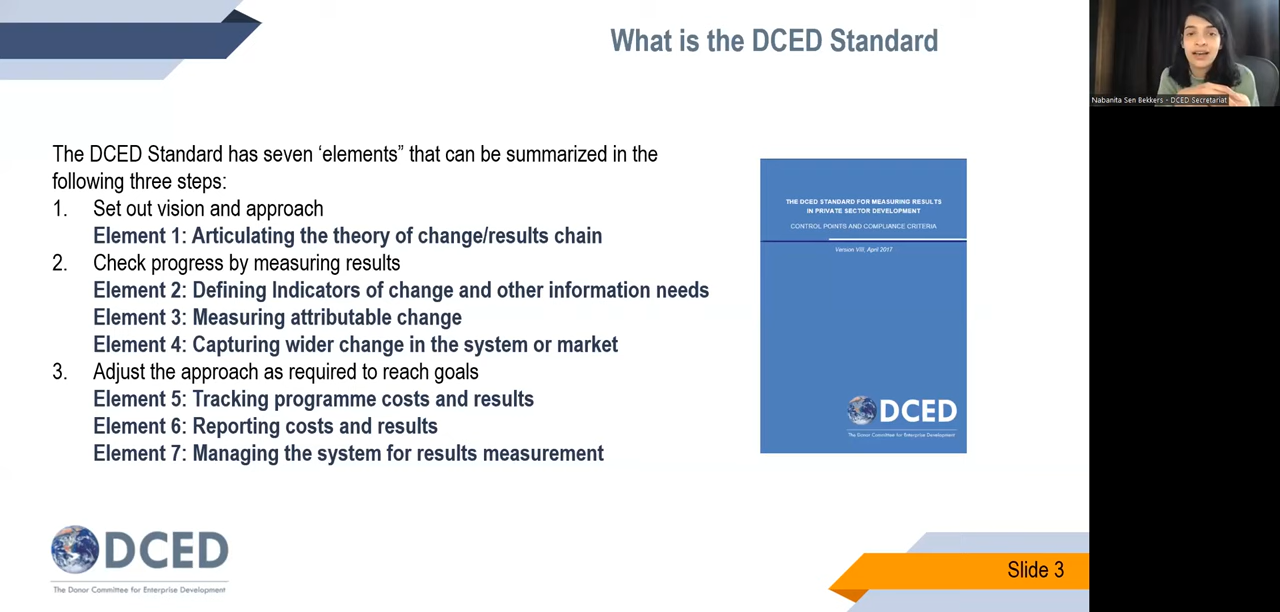 What is the DCED Standard
Nabanita Sen Bekkers - DCED Secretariat
The DCED Standard has seven ‘elements” that can be summarized in the
following three steps:
1. Set out vision and approach
Element 1: Articulating the theory of change/results chain
2. Check progress by measuring results
Element 2: Defining Indicators of change and other information needs
Element 3: Measuring attributable change
Element 4: Capturing wider change in the system or market
3. Adjust the approach as required to reach goals
Element 5: Tracking programme costs and results
Element 6: Reporting costs and results
Element 7: Managing the system for results measurement
THE DCED STANDARD FOR MEASURING RESULTS
IN PRIVATE SECTOR DEVELOPMENT
CONTROL POINTS AND COMPLIANCE CRITERIA
Version VIII, April 2017
DCED
The Donor Committee for Enterprise Development
DCED
The Donor Committee for Enterprise Development
Slide 3